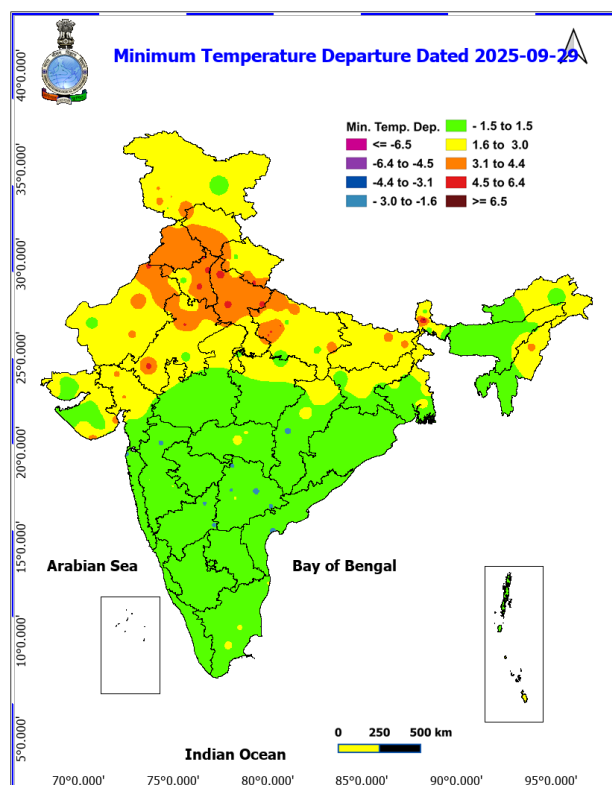 Minimum Temperature Departure Dated 2025-09-29
Min. Temp. Dep.
<= -6.5
-6.4 to -4.5
-4.4 to -3.1
- 3.0 to -1.6
- 1.5 to 1.5
1.6 to 3.0
3.1 to 4.4
4.5 to 6.4
>= 6.5
40°0.000'
35°0.000'
30°0.000'
25°0.000'
20°0.000'
15°0.000'
10°0.000'
5°0.000'
Arabian Sea
Bay of Bengal
Indian Ocean
0 250 500 km
70°0.000' 75°0.000' 80°0.000' 85°0.000' 90°0.000' 95°0.000'